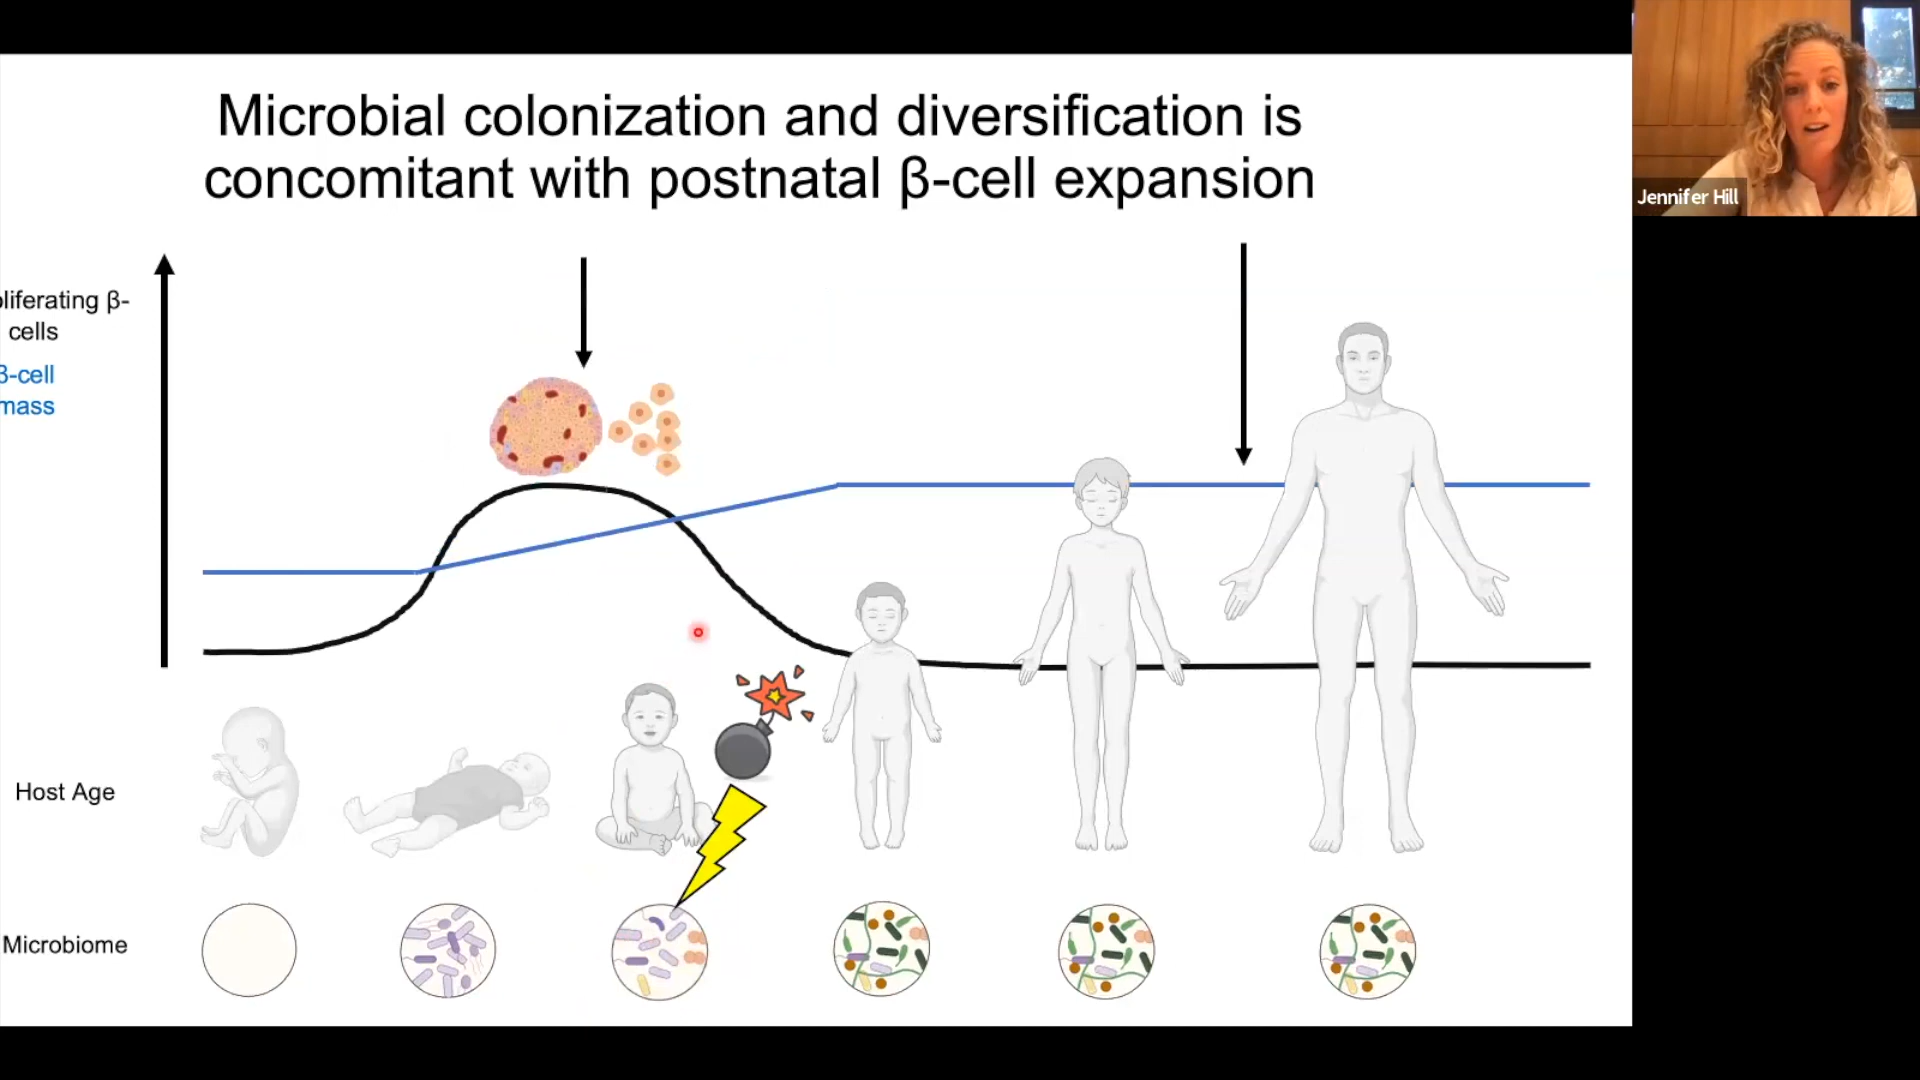 Microbial colonization and diversification is
concomitant with postnatal β-cell expansion
Jennifer Hill
oliferating β-
cells
β-cell
mass
Host Age
Microbiome